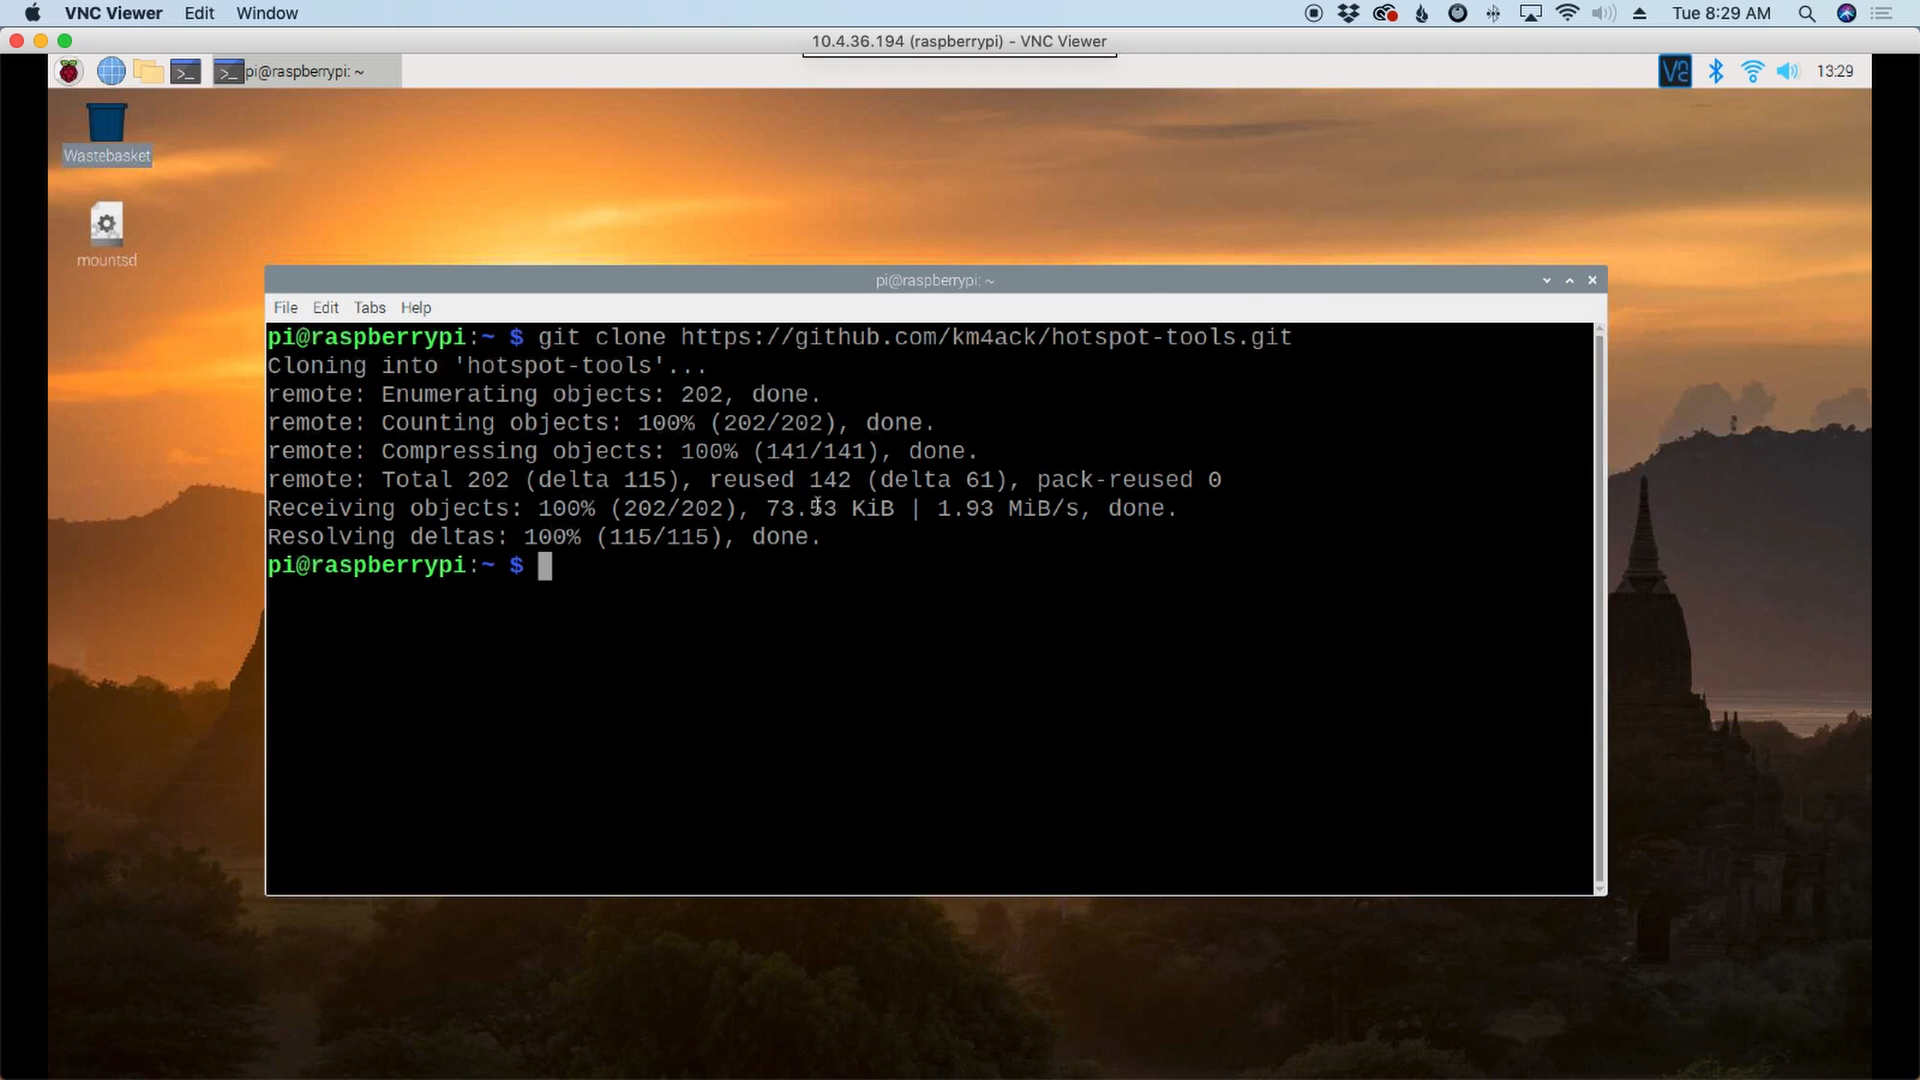 VNC Viewer Edit Window Tue 8:29 AM
10.4.36.194 (raspberrypi) - VNC Viewer
pi@raspberrypi: ~ 13:29
Wastebasket
mountsd
pi@raspberrypi: ~
File Edit Tabs Help
pi@raspberrypi:~ $ git clone https://github.com/km4ack/hotspot-tools.git
Cloning into 'hotspot-tools'...
remote: Enumerating objects: 202, done.
remote: Counting objects: 100% (202/202), done.
remote: Compressing objects: 100% (141/141), done.
remote: Total 202 (delta 115), reused 142 (delta 61), pack-reused 0
Receiving objects: 100% (202/202), 73.53 KiB | 1.93 MiB/s, done.
Resolving deltas: 100% (115/115), done.
pi@raspberrypi:~ $